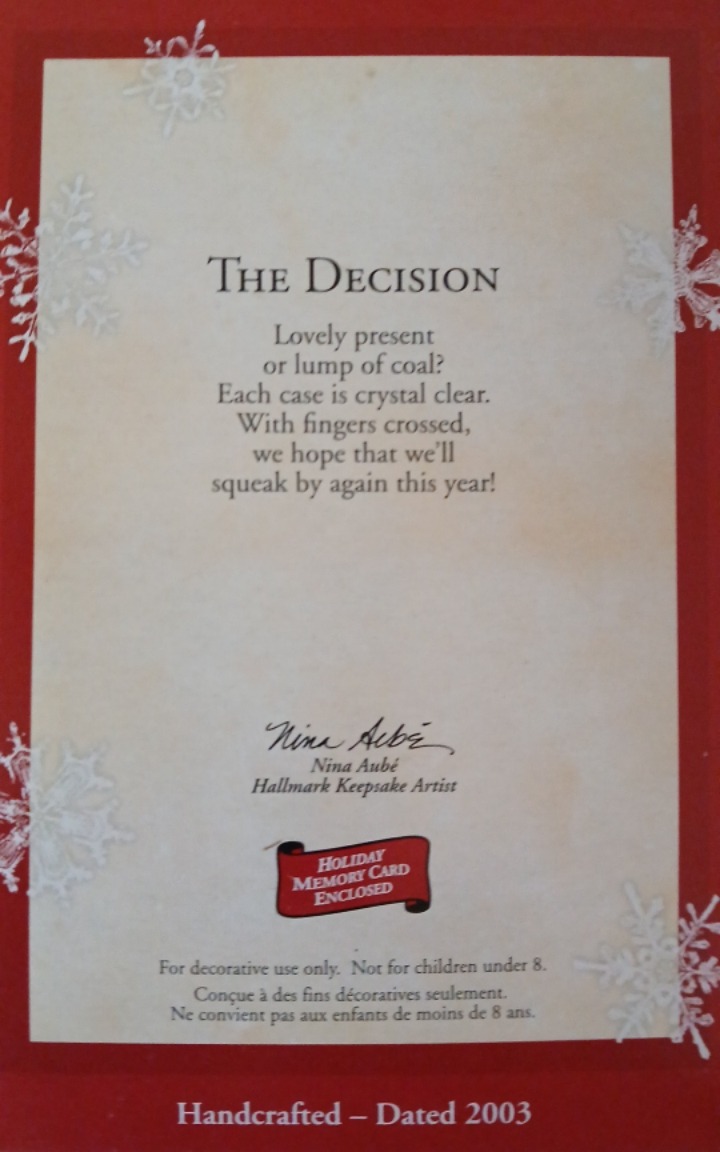 The Decision
Lovely present
or lump of coal?
Each case is crystal clear.
With fingers crossed,
we hope that we'll
squeak by again this year!
Nina Aubé
Nina Aubé
Hallmark Keepsake Artist
Holiday
Memory Card
Enclosed
For decorative use only. Not for children under 8.
Conçue à des fins décoratives seulement.
Ne convient pas aux enfants de moins de 8 ans.
Handcrafted – Dated 2003